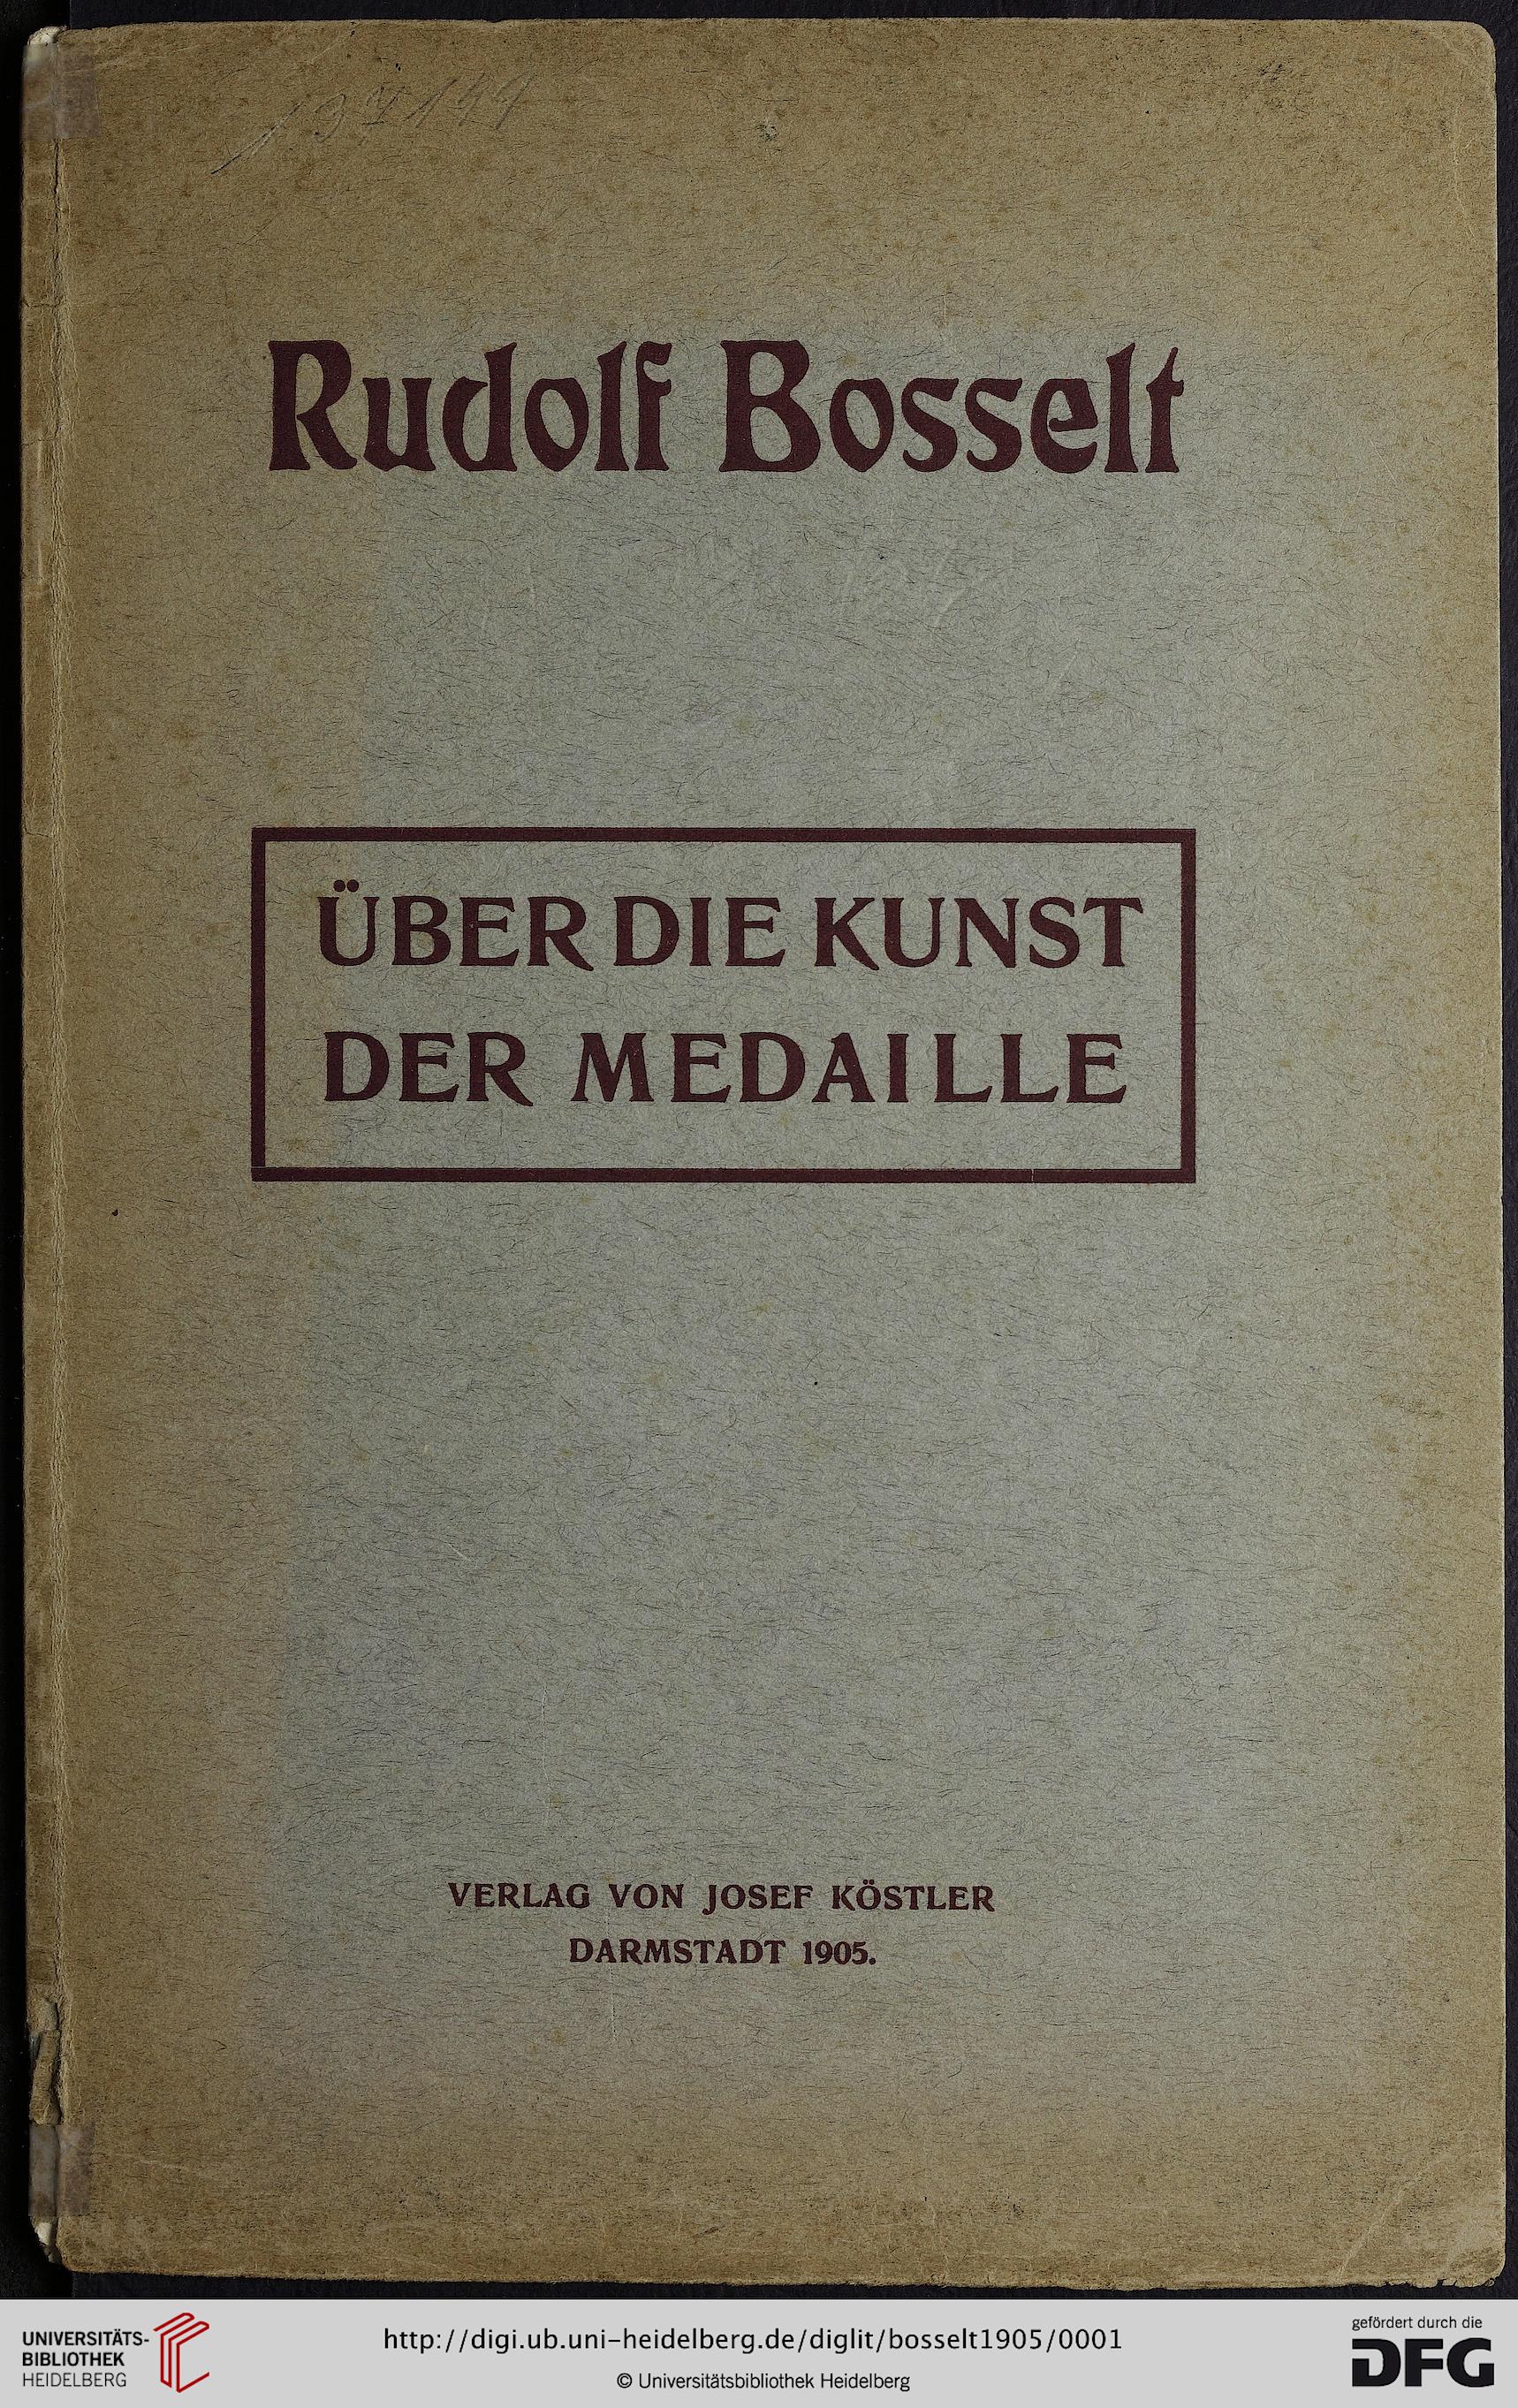 Rudolf Bosselt
ÜBER DIE KUNST
DER MEDAILLE
VERLAG VON JOSEF KÖSTLER
DARMSTADT 1905.
UNIVERSITÄTS-
BIBLIOTHEK
HEIDELBERG
http://digi.ub.uni-heidelberg.de/diglit/bosselt1905/0001
© Universitätsbibliothek Heidelberg
gefördert durch die
DFG